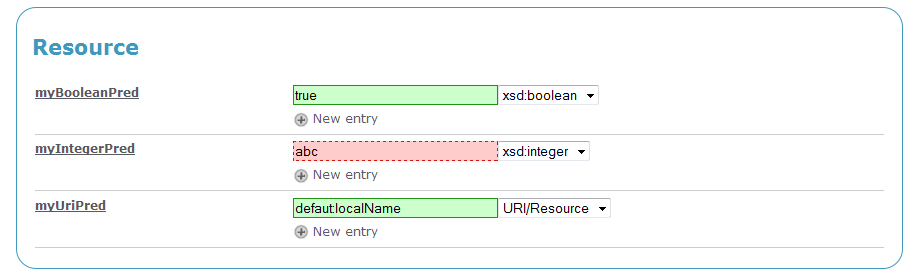 Resource
myBooleanPred true xsd:boolean
New entry
myIntegerPred abc xsd:integer
New entry
myUriPred defaut:localName URI/Resource
New entry